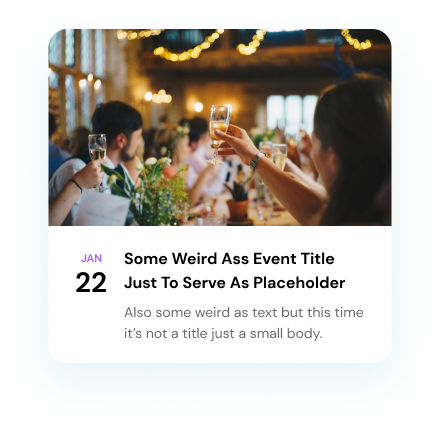 JAN
22
Some Weird Ass Event Title
Just To Serve As Placeholder
Also some weird as text but this time
it’s not a title just a small body.